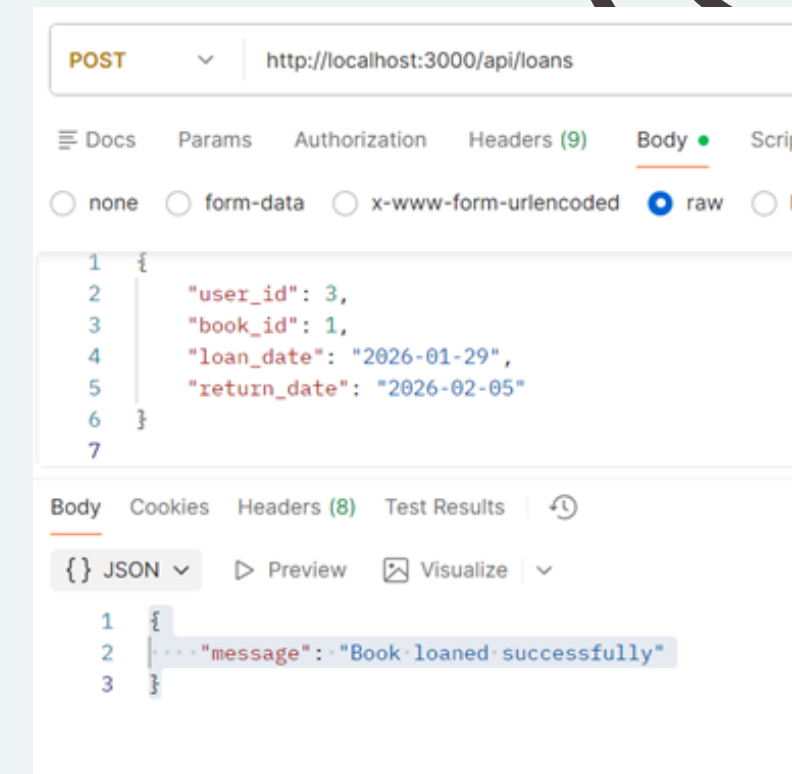 POST http://localhost:3000/api/loans
Docs Params Authorization Headers (9) Body
none form-data x-www-form-urlencoded raw
1 {
2 "user_id": 3,
3 "book_id": 1,
4 "loan_date": "2026-01-29",
5 "return_date": "2026-02-05"
6 }
7
Body Cookies Headers (8) Test Results
{} JSON Preview Visualize
1 {
2 "message": "Book loaned successfully"
3 }